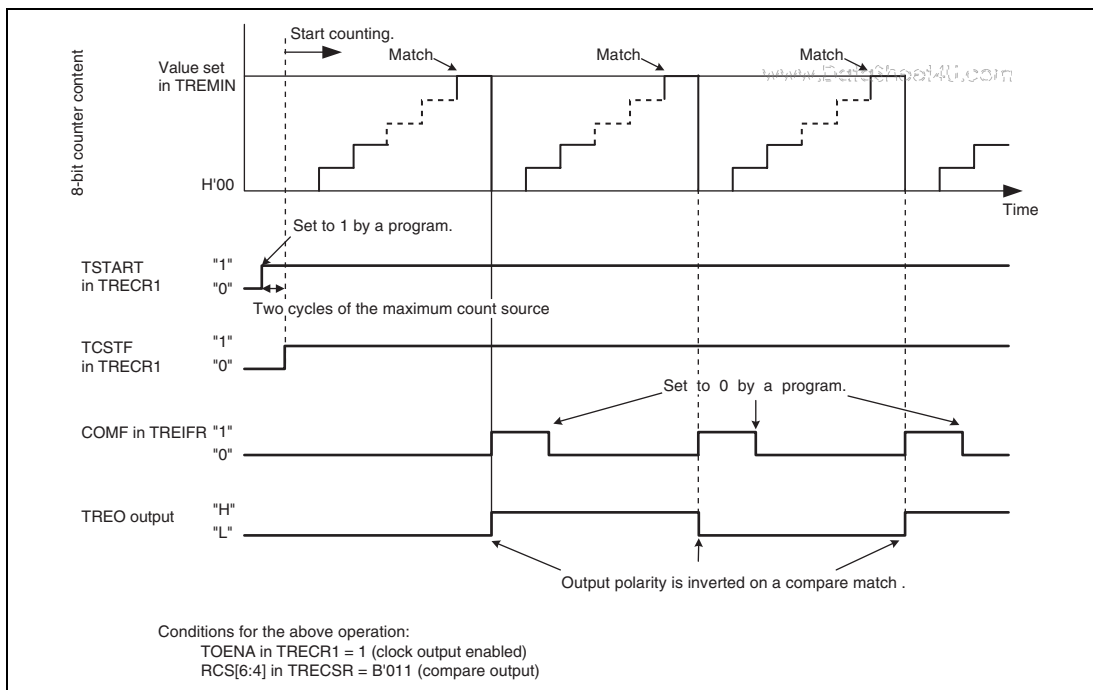 Start counting.
Match
Match
Match
www.DataSheet4U.com
8-bit counter content
Value set
in TREMIN
H'00
Time
Set to 1 by a program.
TSTART
in TRECR1
"1"
"0"
Two cycles of the maximum count source
TCSTF
in TRECR1
"1"
"0"
Set to 0 by a program.
COMF in TREIFR "1"
"0"
TREO output
"H"
"L"
Output polarity is inverted on a compare match .
Conditions for the above operation:
TOENA in TRECR1 = 1 (clock output enabled)
RCS[6:4] in TRECSR = B'011 (compare output)